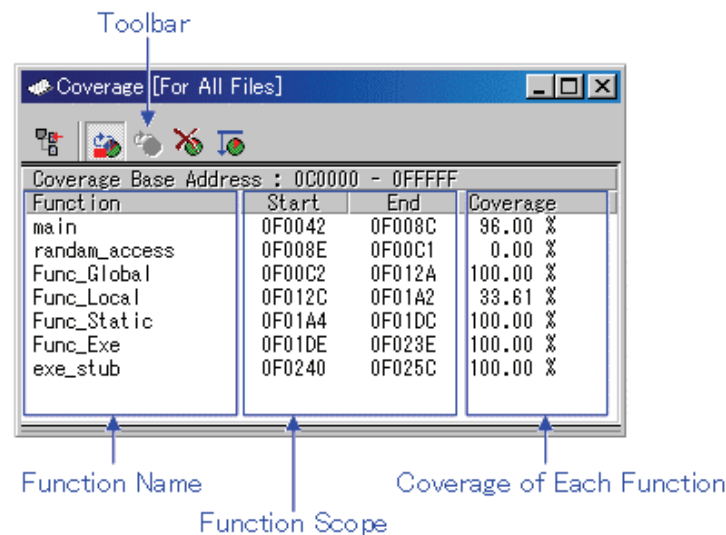 Toolbar
Coverage [For All Files]
Coverage Base Address : 0C0000 - 0FFFFF
Function Start End Coverage
main 0F0042 0F008C 96.00 %
randam_access 0F008E 0F00C1 0.00 %
Func_Global 0F00C2 0F012A 100.00 %
Func_Local 0F012C 0F01A2 33.61 %
Func_Static 0F01A4 0F01DC 100.00 %
Func_Exe 0F01DE 0F023E 100.00 %
exe_stub 0F0240 0F025C 100.00 %
Function Name
Coverage of Each Function
Function Scope